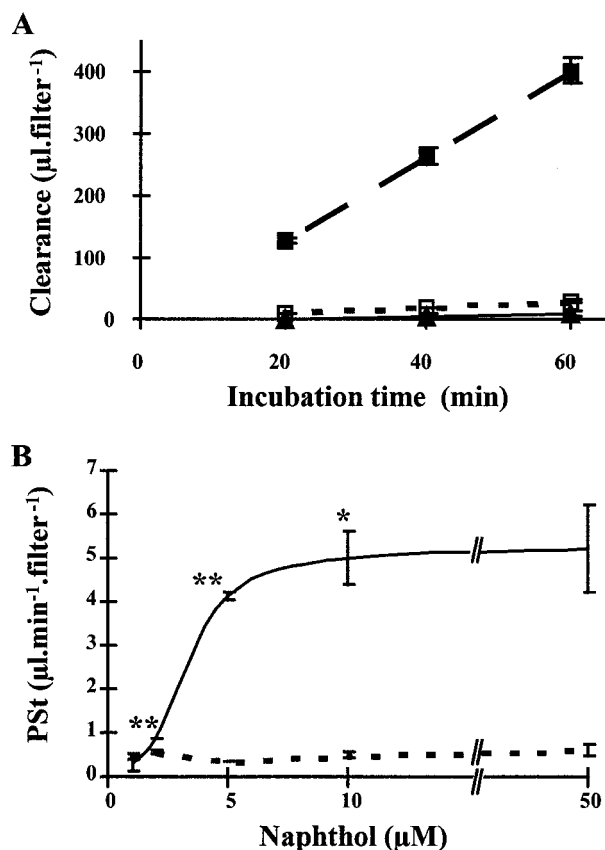 A
Clearance (µl.filter⁻¹)
400
300
200
100
0
0 20 40 60
Incubation time (min)
B
PSt (µl.min⁻¹.filter⁻¹)
7
6
5
4
3
2
1
0
**
**
*
0 5 10 50
Naphthol (µM)